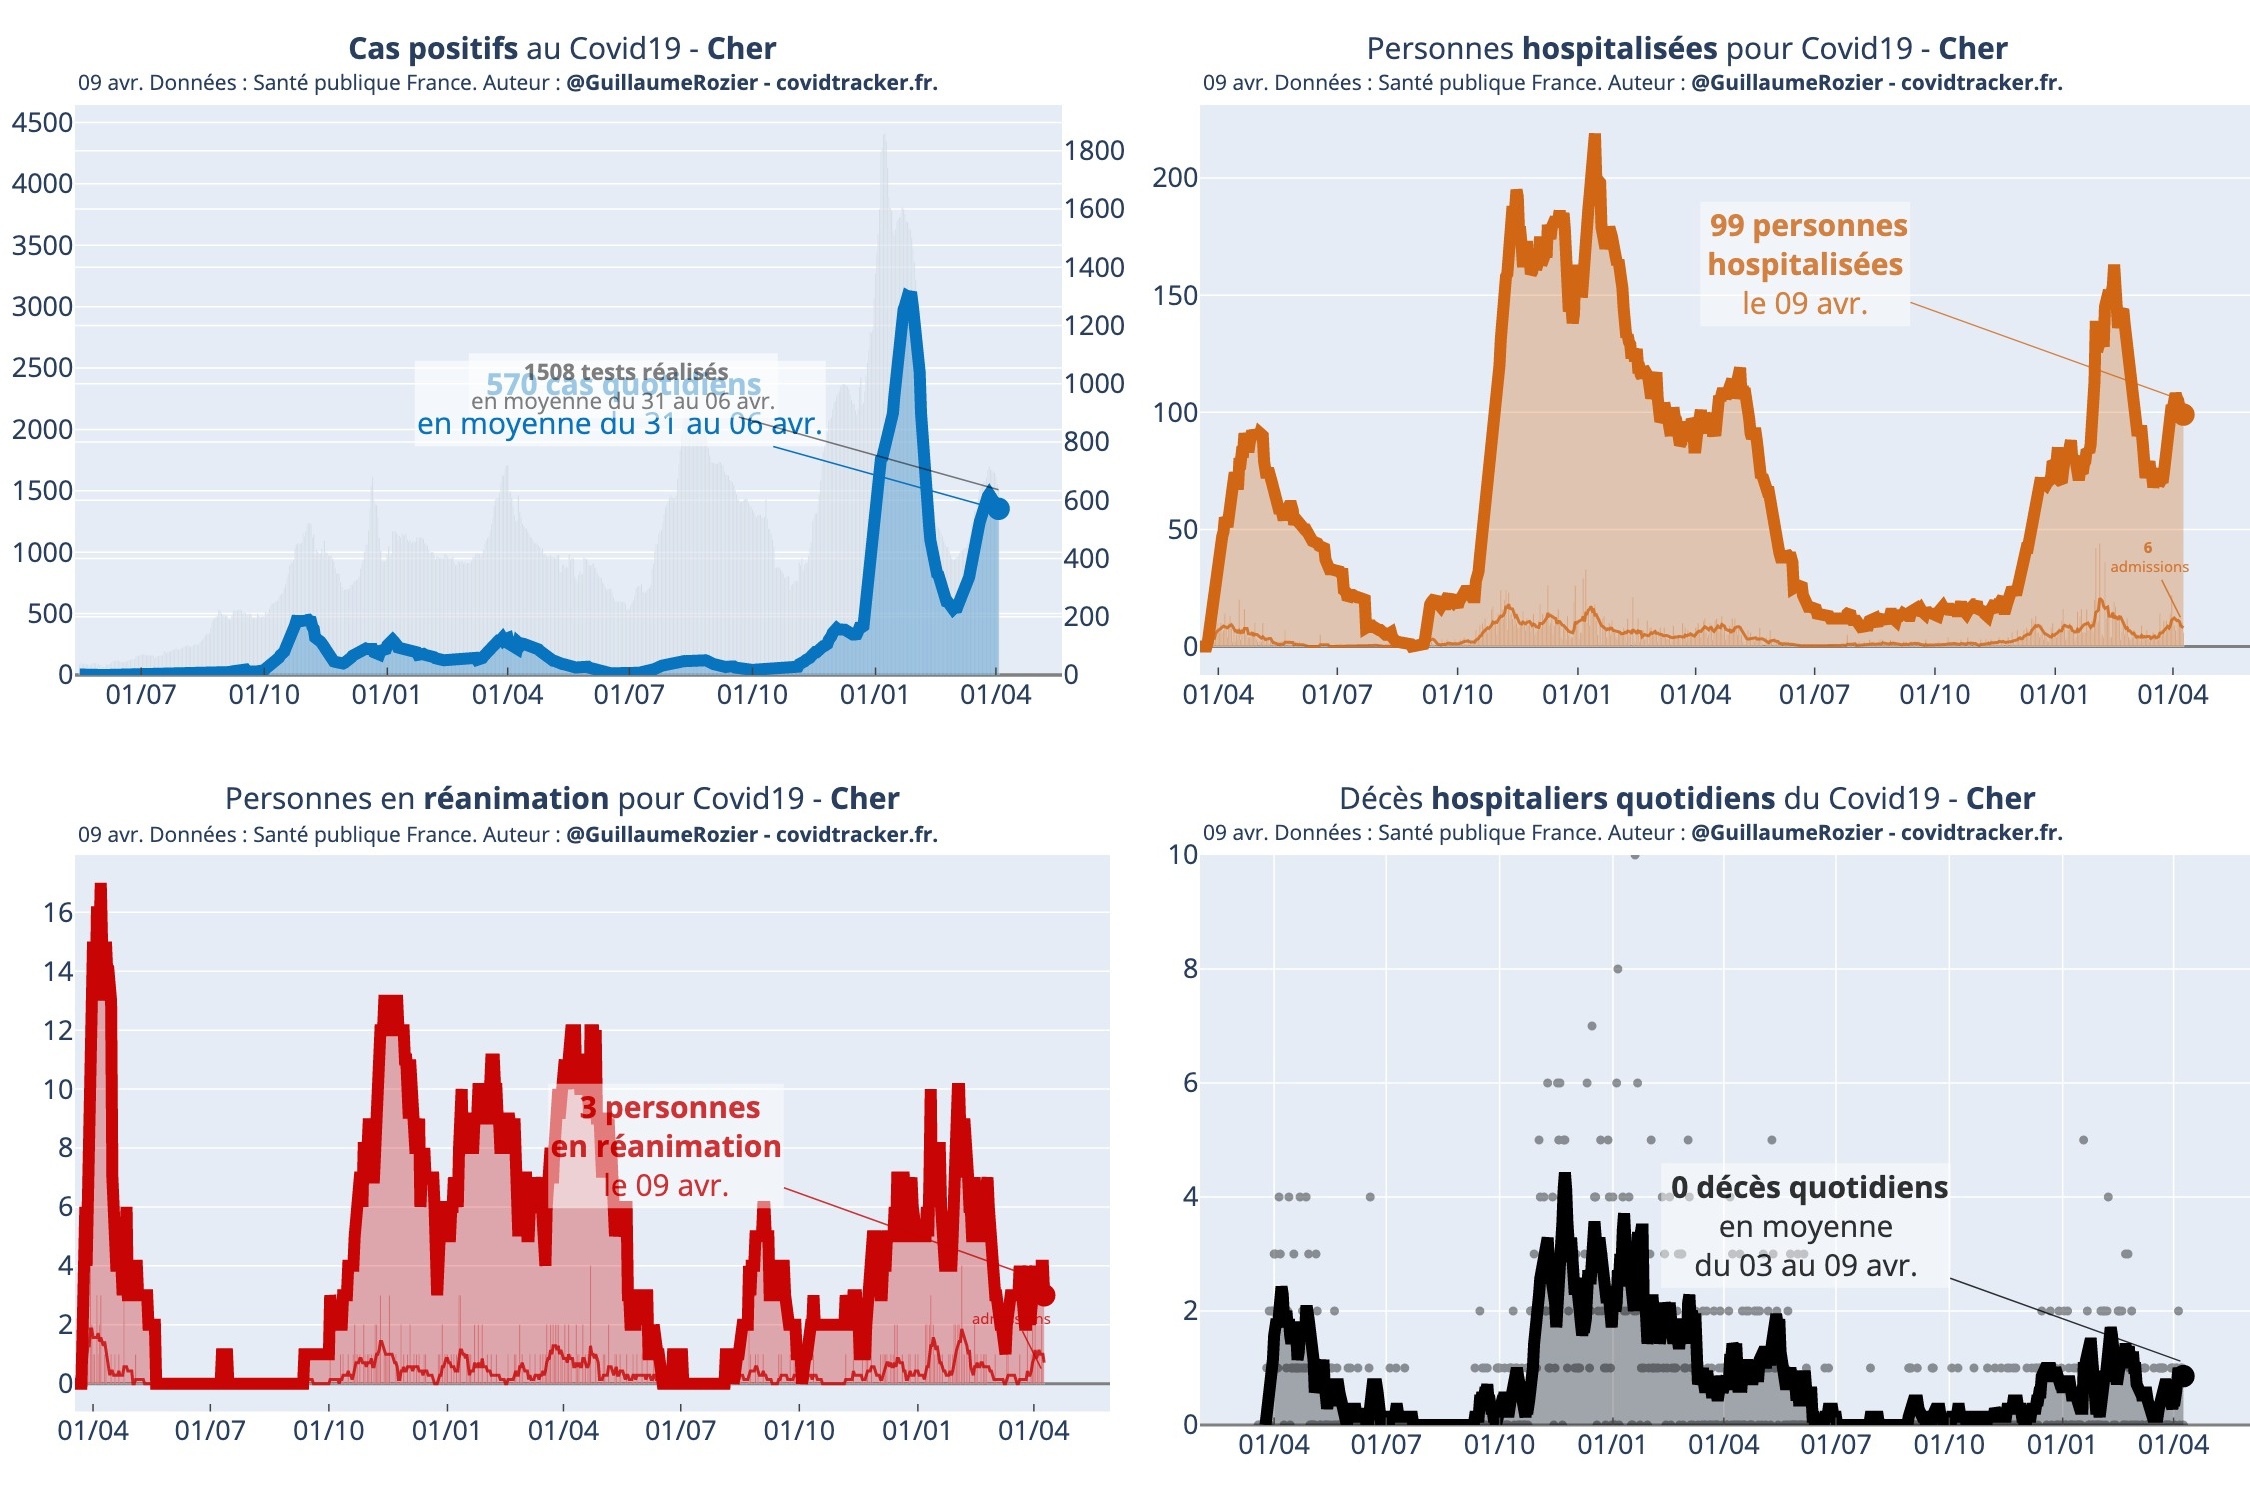 Cas positifs au Covid19 - Cher
09 avr. Données : Santé publique France. Auteur : @GuillaumeRozier - covidtracker.fr.
4500
4000
3500
3000
2500
2000
1500
1000
500
0
1800
1600
1400
1200
1000
800
600
400
200
0
1508 tests réalisés
en moyenne du 31 au 06 avr.
570 cas quotidiens
en moyenne du 31 au 06 avr.
01/07 01/10 01/01 01/04 01/07 01/10 01/01 01/04
Personnes hospitalisées pour Covid19 - Cher
09 avr. Données : Santé publique France. Auteur : @GuillaumeRozier - covidtracker.fr.
200
150
100
50
0
99 personnes
hospitalisées
le 09 avr.
6
admissions
01/04 01/07 01/10 01/01 01/04 01/07 01/10 01/01 01/04
Personnes en réanimation pour Covid19 - Cher
09 avr. Données : Santé publique France. Auteur : @GuillaumeRozier - covidtracker.fr.
16
14
12
10
8
6
4
2
0
3 personnes
en réanimation
le 09 avr.
admissions
01/04 01/07 01/10 01/01 01/04 01/07 01/10 01/01 01/04
Décès hospitaliers quotidiens du Covid19 - Cher
09 avr. Données : Santé publique France. Auteur : @GuillaumeRozier - covidtracker.fr.
10
8
6
4
2
0
0 décès quotidiens
en moyenne
du 03 au 09 avr.
01/04 01/07 01/10 01/01 01/04 01/07 01/10 01/01 01/04